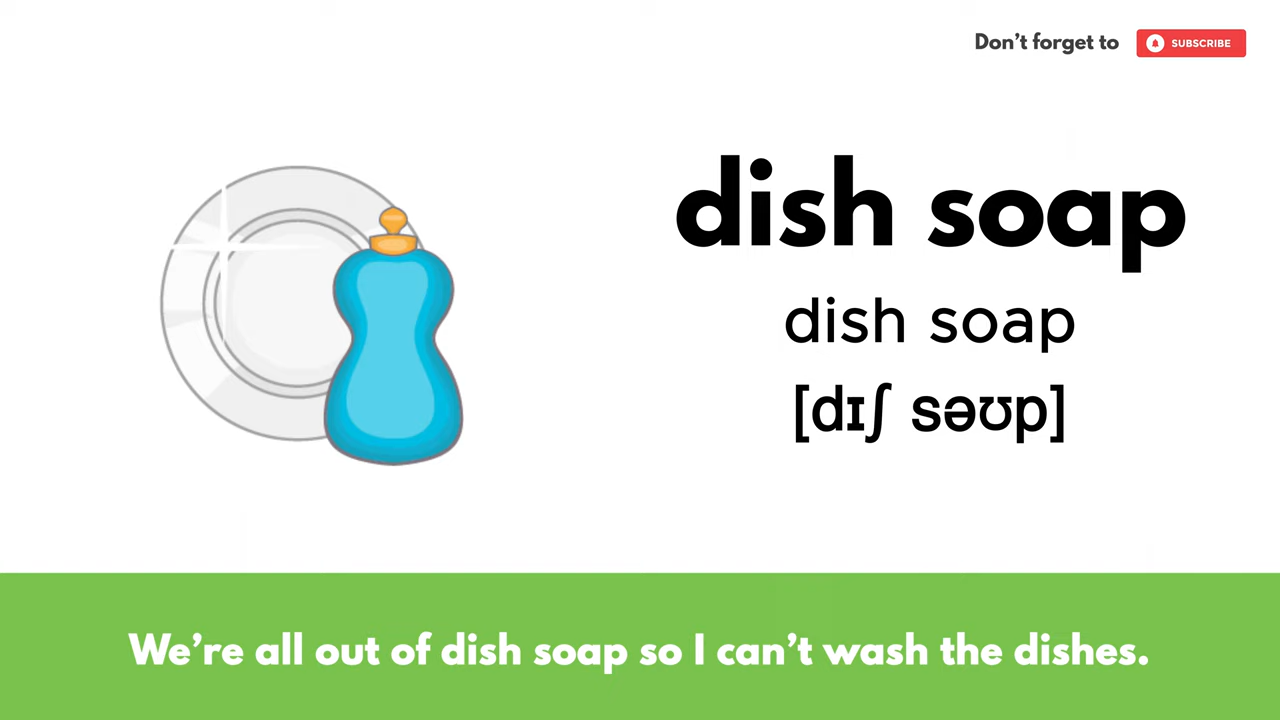 Don’t forget to SUBSCRIBE
dish soap
dish soap
[dɪʃ səʊp]
We’re all out of dish soap so I can’t wash the dishes.